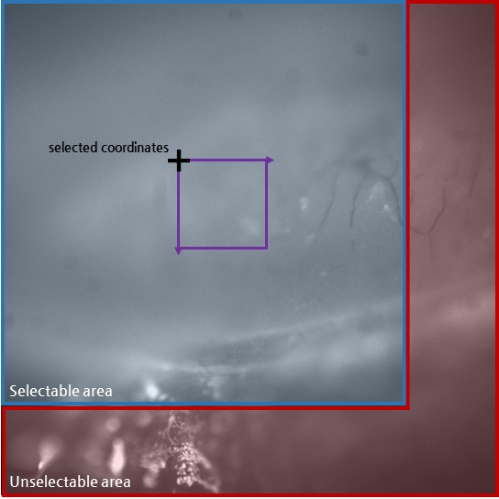 selected coordinates
Selectable area
Unselectable area